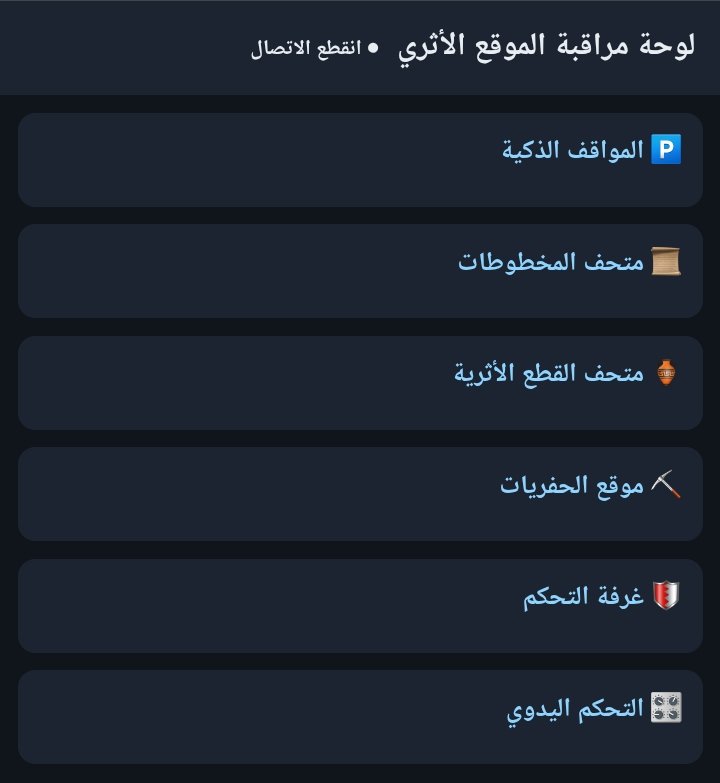 لوحة مراقبة الموقع الأثري ● انقطع الاتصال
🅿️ المواقف الذكية
📜 متحف المخطوطات
🏺 متحف القطع الأثرية
⛏️ موقع الحفريات
🛡️ غرفة التحكم
🎛️ التحكم اليدوي